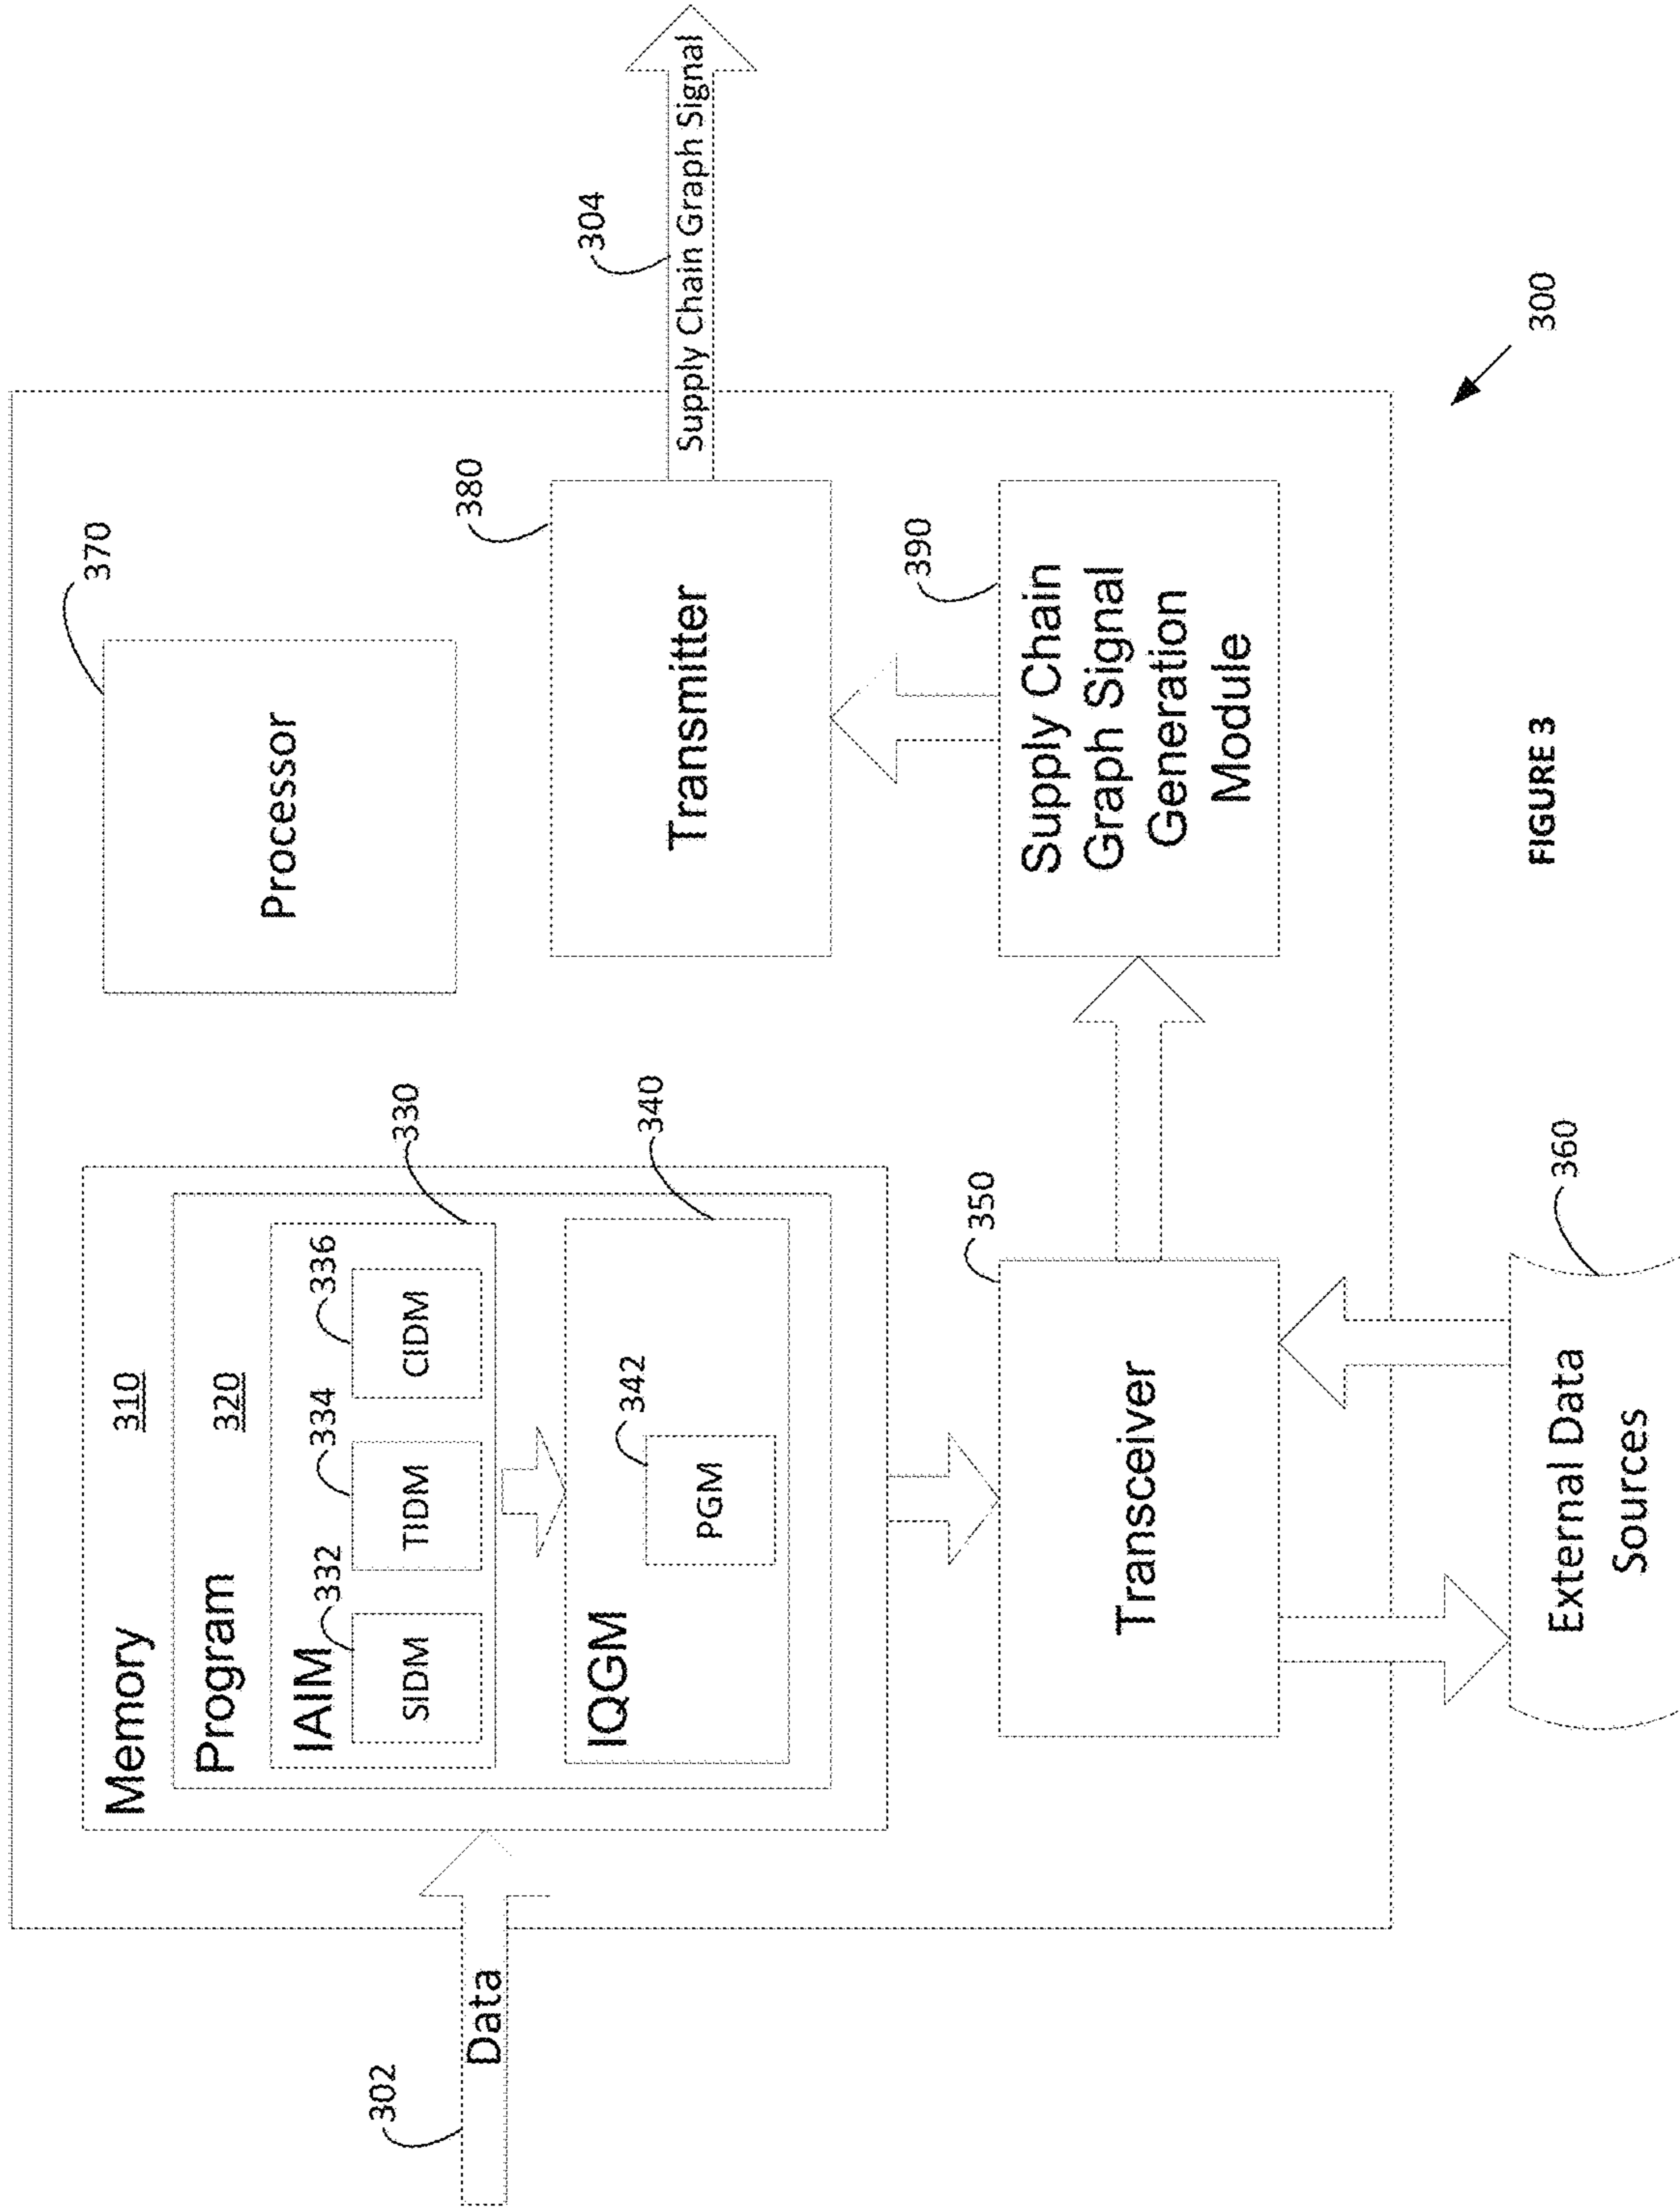 302
Data
Memory
310
Program
320
IAIM
330
SIDM
332
TIDM
334
CIDM
336
IQGM
340
PGM
342
Processor
370
Transmitter
380
304
Supply Chain Graph Signal
Transceiver
350
Supply Chain
Graph Signal
Generation
Module
390
External Data
Sources
360
300
FIGURE 3